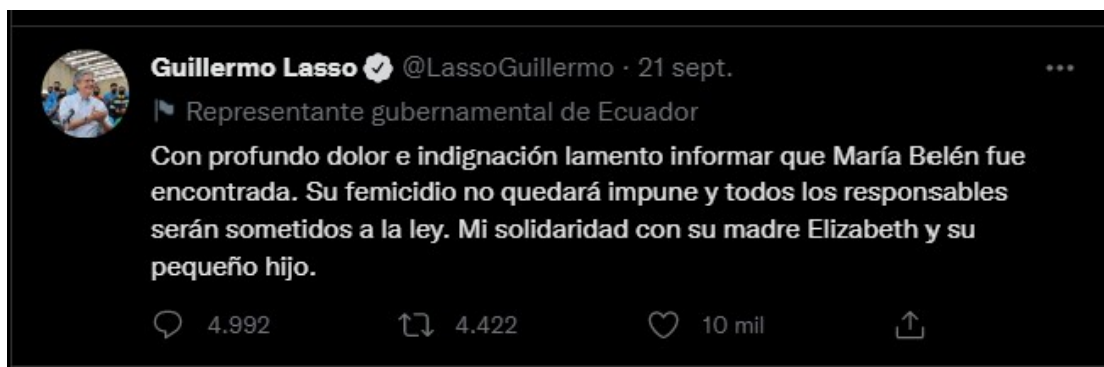 Guillermo Lasso @LassoGuillermo · 21 sept.
Representante gubernamental de Ecuador
Con profundo dolor e indignación lamento informar que María Belén fue
encontrada. Su femicidio no quedará impune y todos los responsables
serán sometidos a la ley. Mi solidaridad con su madre Elizabeth y su
pequeño hijo.
4.992 4.422 10 mil